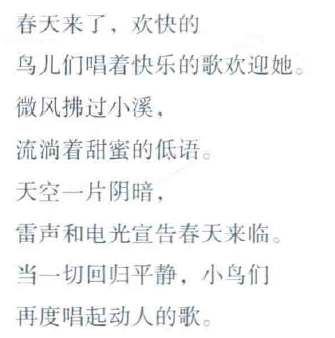 春天来了，欢快的
鸟儿们唱着快乐的歌欢迎她。
微风拂过小溪，
流淌着甜蜜的低语。
天空一片阴暗，
雷声和电光宣告春天来临。
当一切回归平静，小鸟们
再度唱起动人的歌。